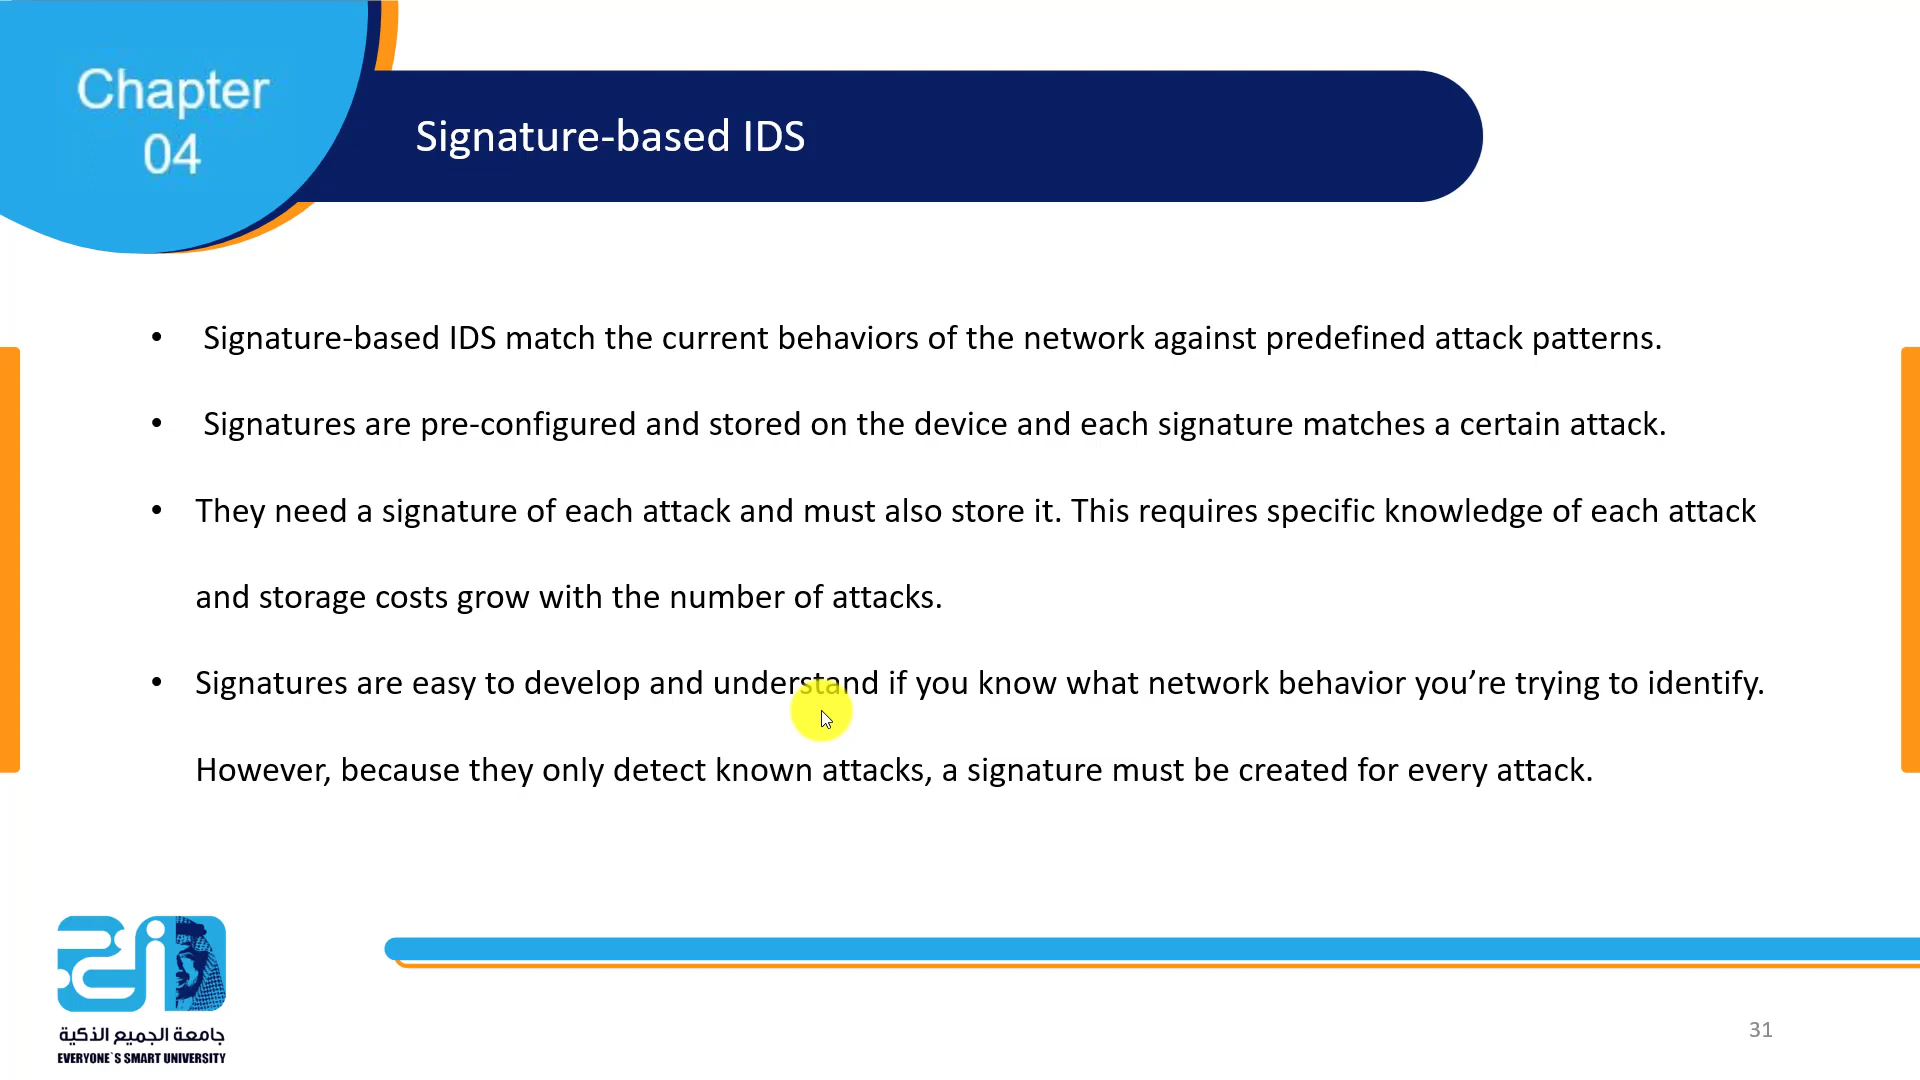 Chapter
04
Signature-based IDS
• Signature-based IDS match the current behaviors of the network against predefined attack patterns.
• Signatures are pre-configured and stored on the device and each signature matches a certain attack.
• They need a signature of each attack and must also store it. This requires specific knowledge of each attack
and storage costs grow with the number of attacks.
• Signatures are easy to develop and understand if you know what network behavior you’re trying to identify.
However, because they only detect known attacks, a signature must be created for every attack.
جامعة الجميع الذكية
EVERYONE`S SMART UNIVERSITY
31